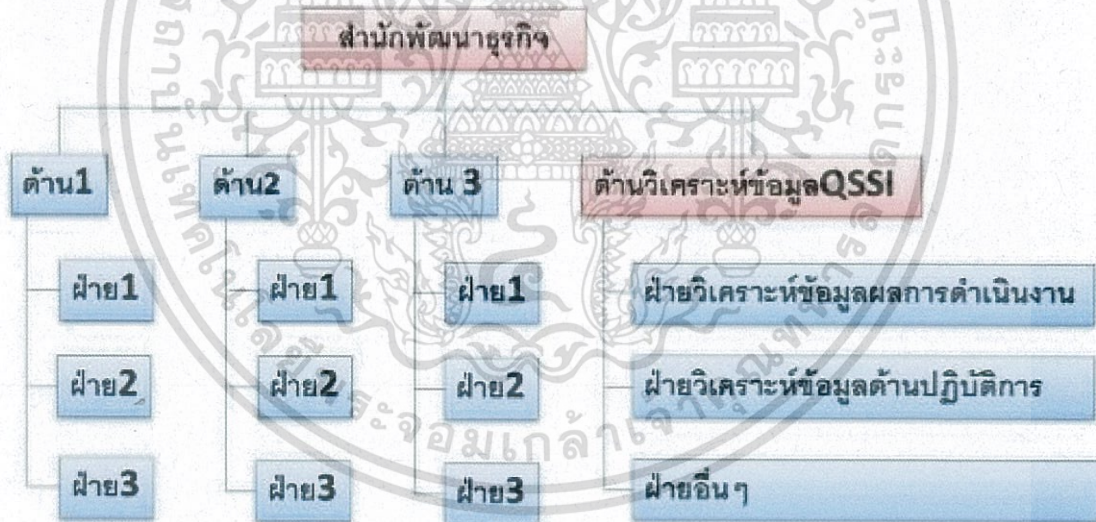 สำนักพัฒนาธุรกิจ
ด้าน1
ด้าน2
ด้าน 3
ด้านวิเคราะห์ข้อมูลQSSI
ฝ่าย1
ฝ่าย1
ฝ่าย1
ฝ่ายวิเคราะห์ข้อมูลผลการดำเนินงาน
ฝ่าย2
ฝ่าย2
ฝ่าย2
ฝ่ายวิเคราะห์ข้อมูลด้านปฏิบัติการ
ฝ่าย3
ฝ่าย3
ฝ่าย3
ฝ่ายอื่นๆ